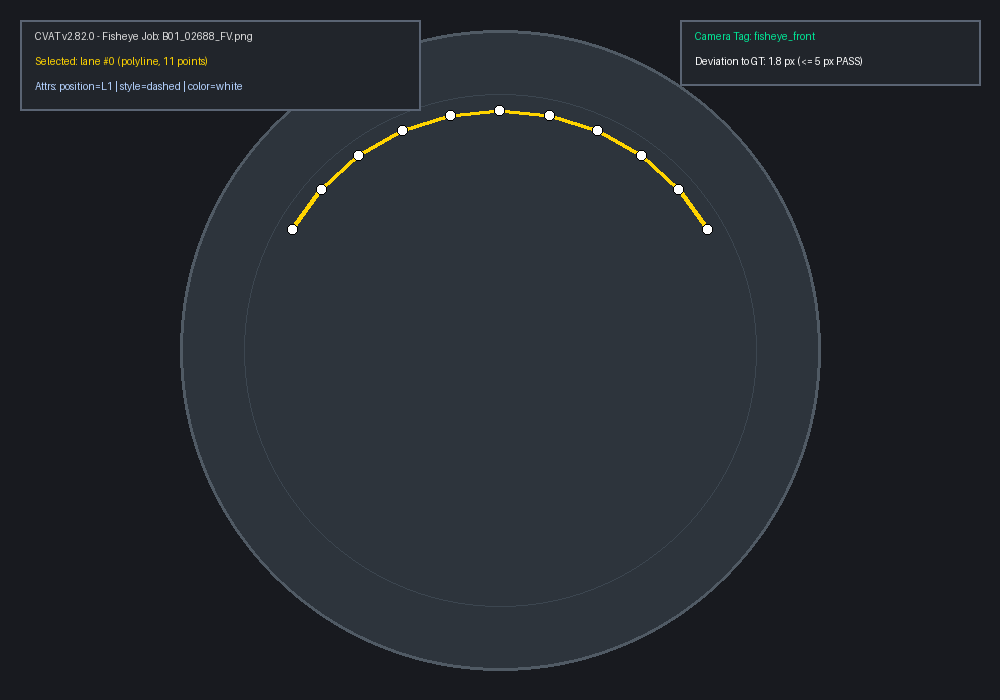 CVAT v2.82.0 - Fisheye Job: B01_02688_FV.png
Selected: lane #0 (polyline, 11 points)
Attrs: position=L1 | style=dashed | color=white
Camera Tag: fisheye_front
Deviation to GT: 1.8 px (<= 5 px PASS)